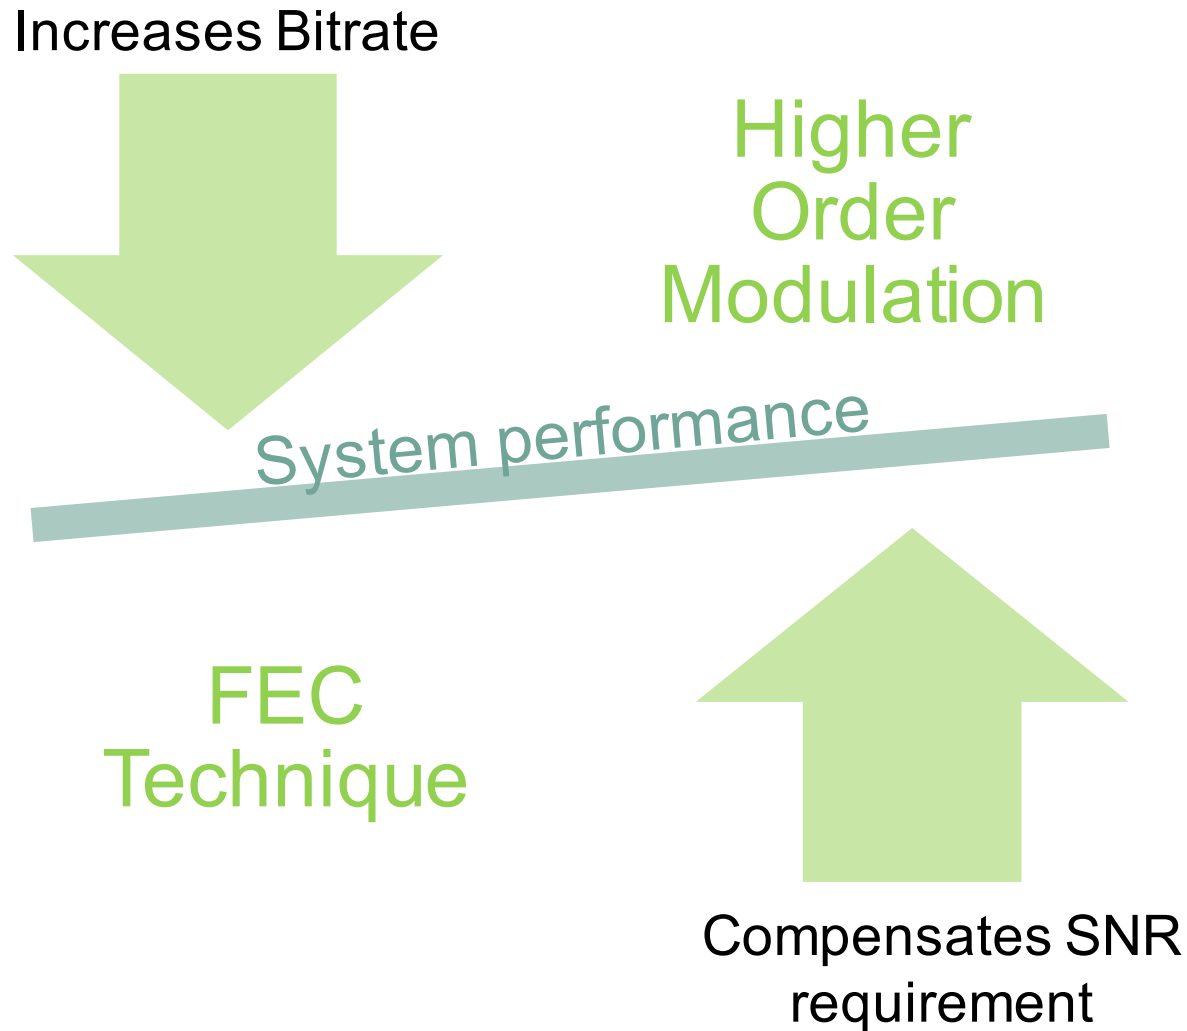 Increases Bitrate
Higher
Order
Modulation
System performance
FEC
Technique
Compensates SNR
requirement